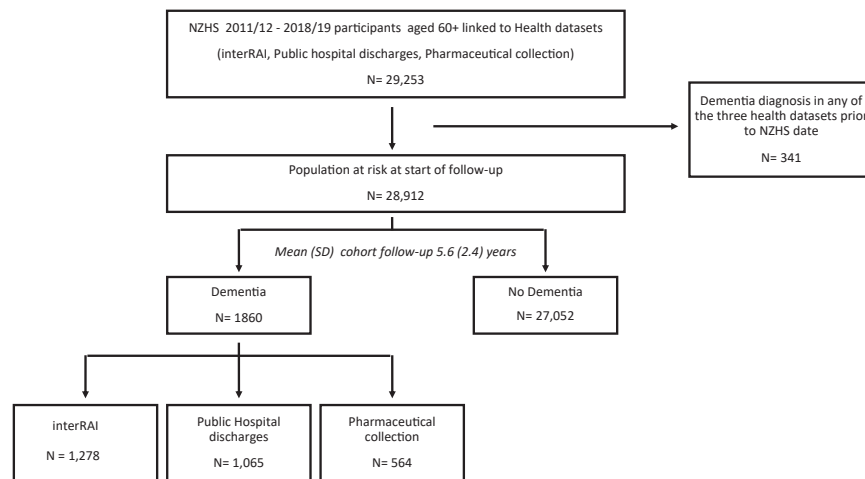 NZHS 2011/12 - 2018/19 participants aged 60+ linked to Health datasets
(interRAI, Public hospital discharges, Pharmaceutical collection)
N= 29,253
Dementia diagnosis in any of
the three health datasets prior
to NZHS date
N= 341
Population at risk at start of follow-up
N= 28,912
Mean (SD) cohort follow-up 5.6 (2.4) years
Dementia
N= 1860
No Dementia
N= 27,052
interRAI
N = 1,278
Public Hospital
discharges
N= 1,065
Pharmaceutical
collection
N= 564